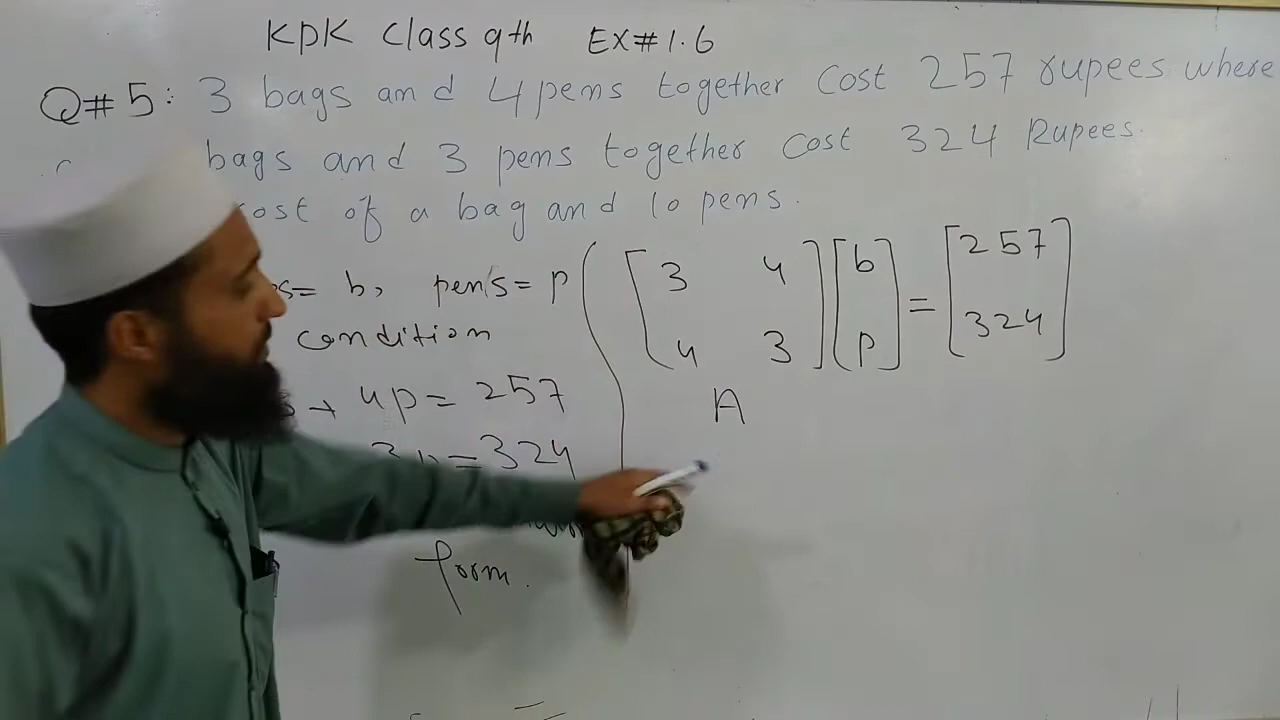 KPK Class 9th EX#1.6
Q#5: 3 bags and 4 pens together Cost 257 rupees where
bags and 3 pens together Cost 324 Rupees.
cost of a bag and 10 pens.
= b, pens = p
condition
+ 4p = 257
3p = 324
form.
[3 4
4 3] [b
p] = [257
324]
A